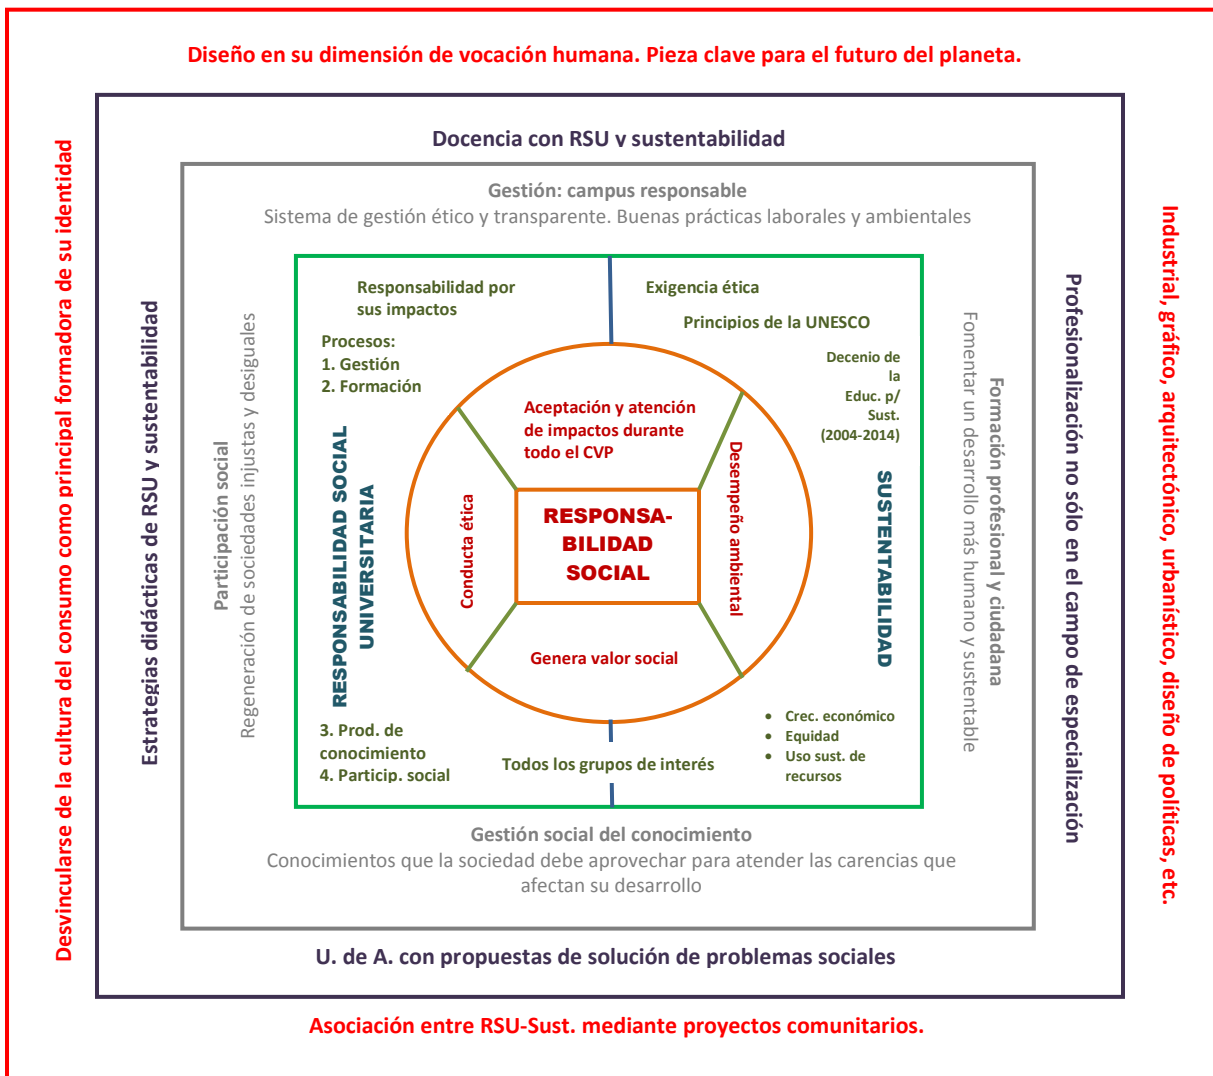 Diseño en su dimensión de vocación humana. Pieza clave para el futuro del planeta.
Desvincularse de la cultura del consumo como principal formadora de su identidad
Industrial, gráfico, arquitectónico, urbanístico, diseño de políticas, etc.
Asociación entre RSU-Sust. mediante proyectos comunitarios.
Docencia con RSU y sustentabilidad
Estrategias didácticas de RSU y sustentabilidad
Profesionalización no sólo en el campo de especialización
U. de A. con propuestas de solución de problemas sociales
Gestión: campus responsable
Sistema de gestión ético y transparente. Buenas prácticas laborales y ambientales
Participación social
Regeneración de sociedades injustas y desiguales
Formación profesional y ciudadana
Fomentar un desarrollo más humano y sustentable
Gestión social del conocimiento
Conocimientos que la sociedad debe aprovechar para atender las carencias que
afectan su desarrollo
Responsabilidad por
sus impactos
Procesos:
1. Gestión
2. Formación
RESPONSABILIDAD SOCIAL
UNIVERSITARIA
3. Prod. de
conocimiento
4. Particip. social
Exigencia ética
Principios de la UNESCO
Decenio de
la
Educ. p/
Sust.
(2004-2014)
SUSTENTABILIDAD
• Crec. económico
• Equidad
• Uso sust. de
recursos
Todos los grupos de interés
Aceptación y atención
de impactos durante
todo el CVP
Conducta ética
Desempeño ambiental
Genera valor social
RESPONSA-
BILIDAD
SOCIAL